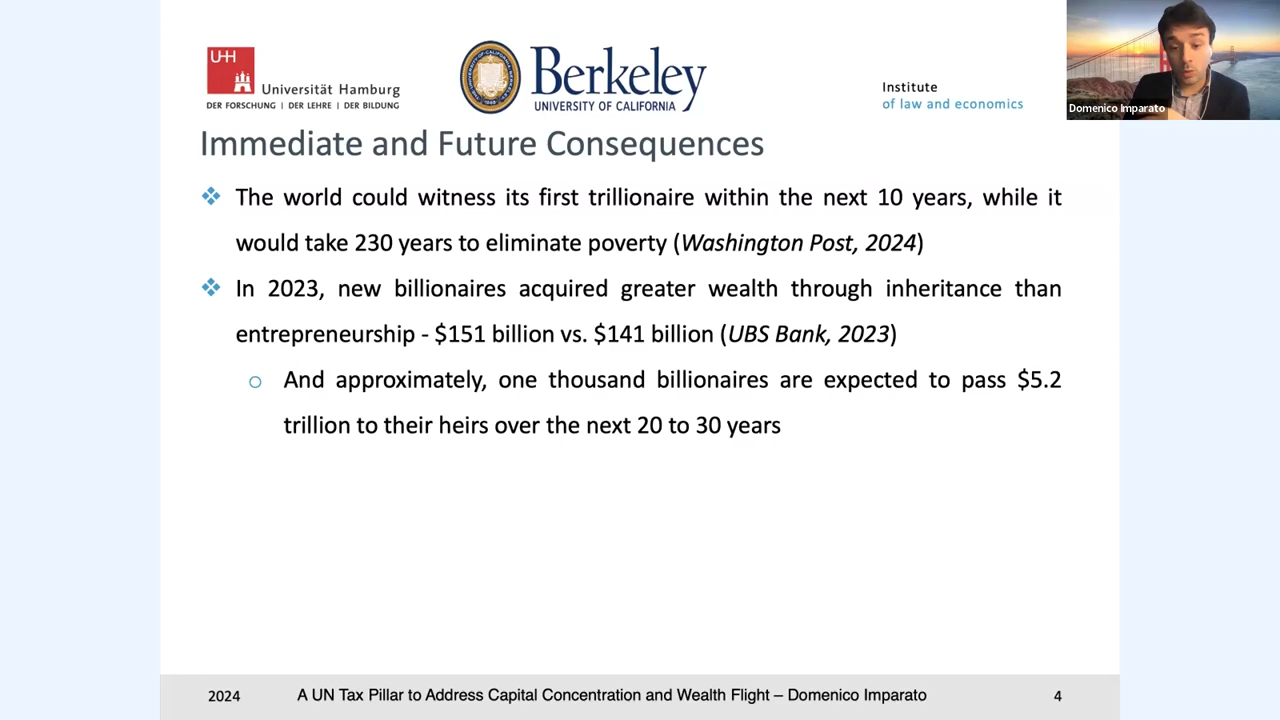 UHH
Universität Hamburg
DER FORSCHUNG | DER LEHRE | DER BILDUNG
Berkeley
UNIVERSITY OF CALIFORNIA
Institute
of law and economics
Domenico Imparato
Immediate and Future Consequences
The world could witness its first trillionaire within the next 10 years, while it
would take 230 years to eliminate poverty (Washington Post, 2024)
In 2023, new billionaires acquired greater wealth through inheritance than
entrepreneurship - $151 billion vs. $141 billion (UBS Bank, 2023)
And approximately, one thousand billionaires are expected to pass $5.2
trillion to their heirs over the next 20 to 30 years
2024
A UN Tax Pillar to Address Capital Concentration and Wealth Flight – Domenico Imparato
4